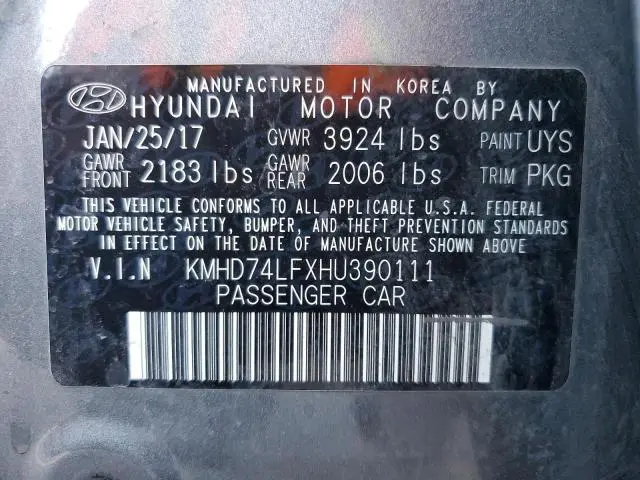 MANUFACTURED IN KOREA BY
HYUNDAI MOTOR COMPANY
JAN/25/17 GVWR 3924 lbs PAINT UYS
GAWR FRONT 2183 lbs GAWR REAR 2006 lbs TRIM PKG
THIS VEHICLE CONFORMS TO ALL APPLICABLE U.S.A. FEDERAL
MOTOR VEHICLE SAFETY, BUMPER, AND THEFT PREVENTION STANDARDS
IN EFFECT ON THE DATE OF MANUFACTURE SHOWN ABOVE
V.I.N KMHD74LFXHU390111
PASSENGER CAR